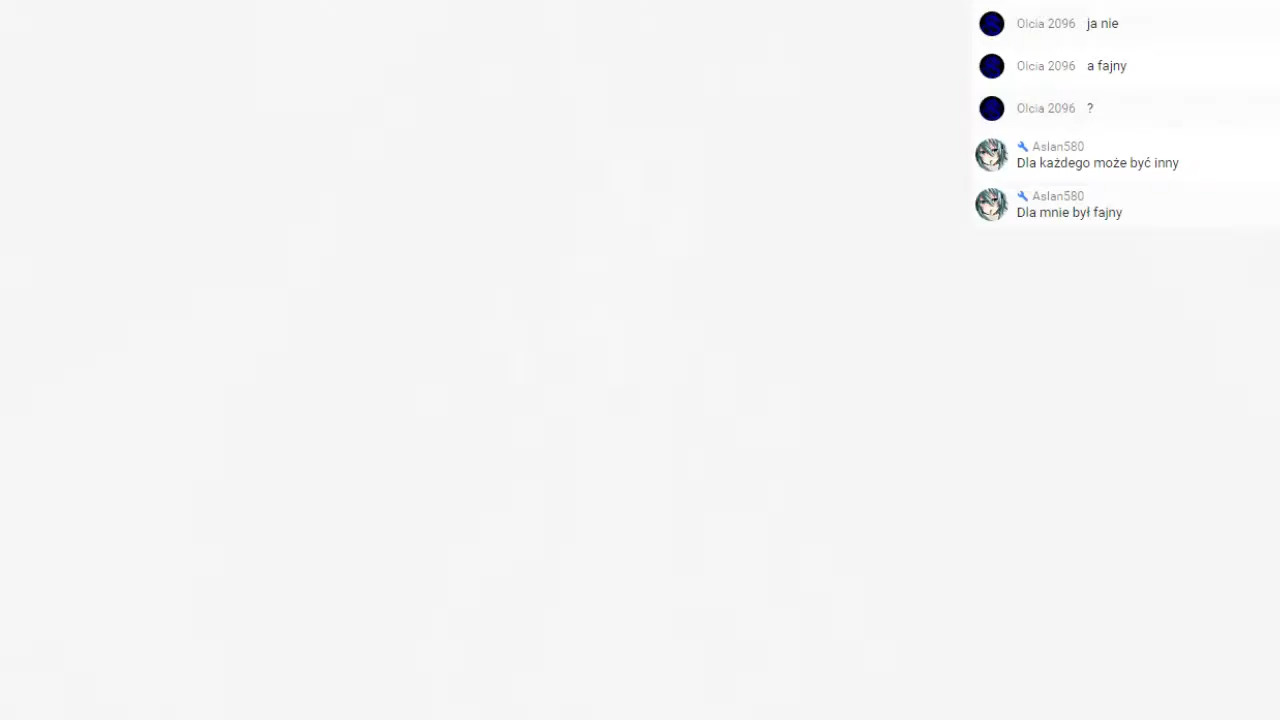 Olcia 2096 ja nie
Olcia 2096 a fajny
Olcia 2096 ?
Aslan580
Dla każdego może być inny
Aslan580
Dla mnie był fajny